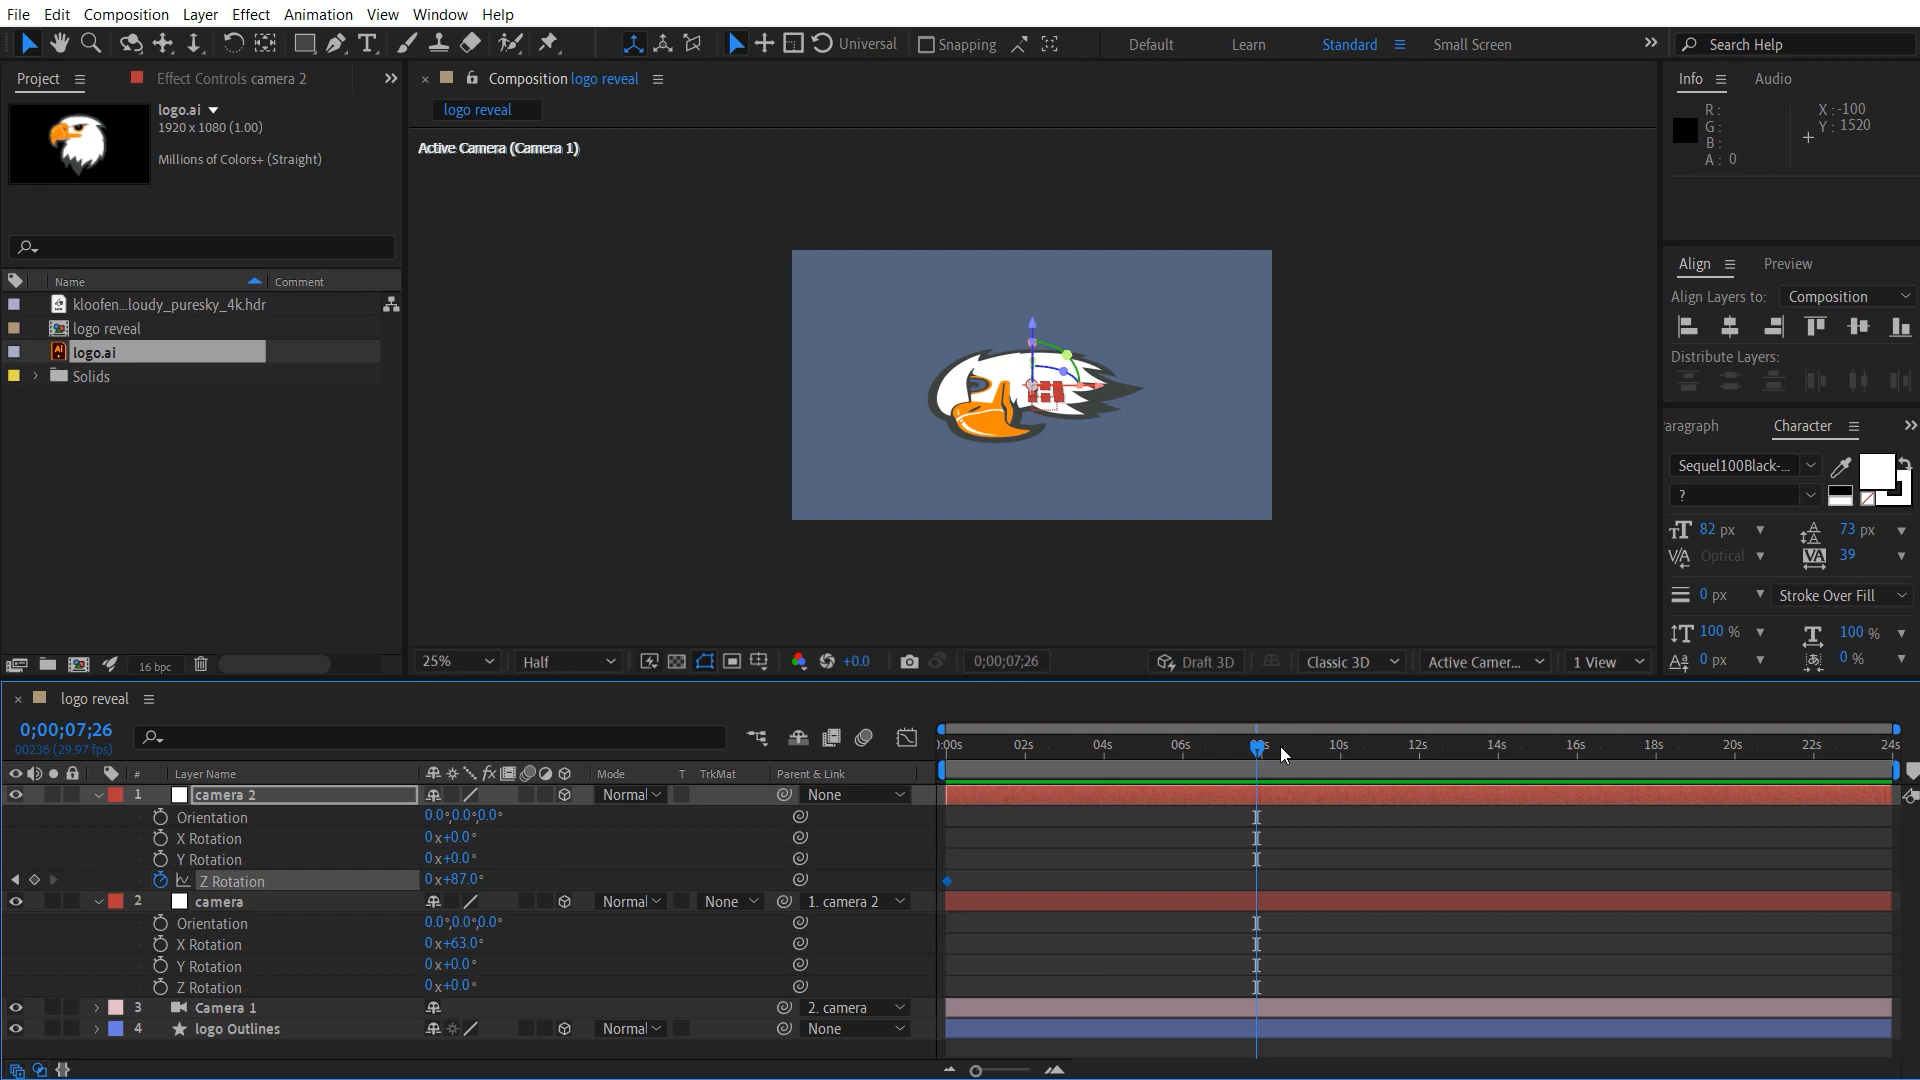 File Edit Composition Layer Effect Animation View Window Help
Universal Snapping Default Learn Standard Small Screen Search Help
Project Effect Controls camera 2
Composition logo reveal
Info Audio
logo.ai
1920 x 1080 (1.00)
Millions of Colors+ (Straight)
logo reveal
R : X : -100
G : Y : 1520
B :
A : 0
Active Camera (Camera 1)
Align Preview
Align Layers to: Composition
Distribute Layers:
Name Comment
kloofen...loudy_puresky_4k.hdr
logo reveal
Ai logo.ai
Solids
aragraph Character
Sequel100Black-...
?
82 px 73 px
Optical 39
0 px Stroke Over Fill
100 % 100 %
0 px 0 %
16 bpc
25% Half +0.0 0;00;07;26 Draft 3D Classic 3D Active Camer... 1 View
logo reveal
0;00;07;26
00236 (29.97 fps)
):00s 02s 04s 06s 10s 12s 14s 16s 18s 20s 22s 24s
# Layer Name fx Mode T TrkMat Parent & Link
1 camera 2 Normal None
Orientation 0.0°,0.0°,0.0°
X Rotation 0x+0.0°
Y Rotation 0x+0.0°
Z Rotation 0x+87.0°
2 camera Normal None 1. camera 2
Orientation 0.0°,0.0°,0.0°
X Rotation 0x+63.0°
Y Rotation 0x+0.0°
Z Rotation 0x+0.0°
3 Camera 1 2. camera
4 logo Outlines Normal None